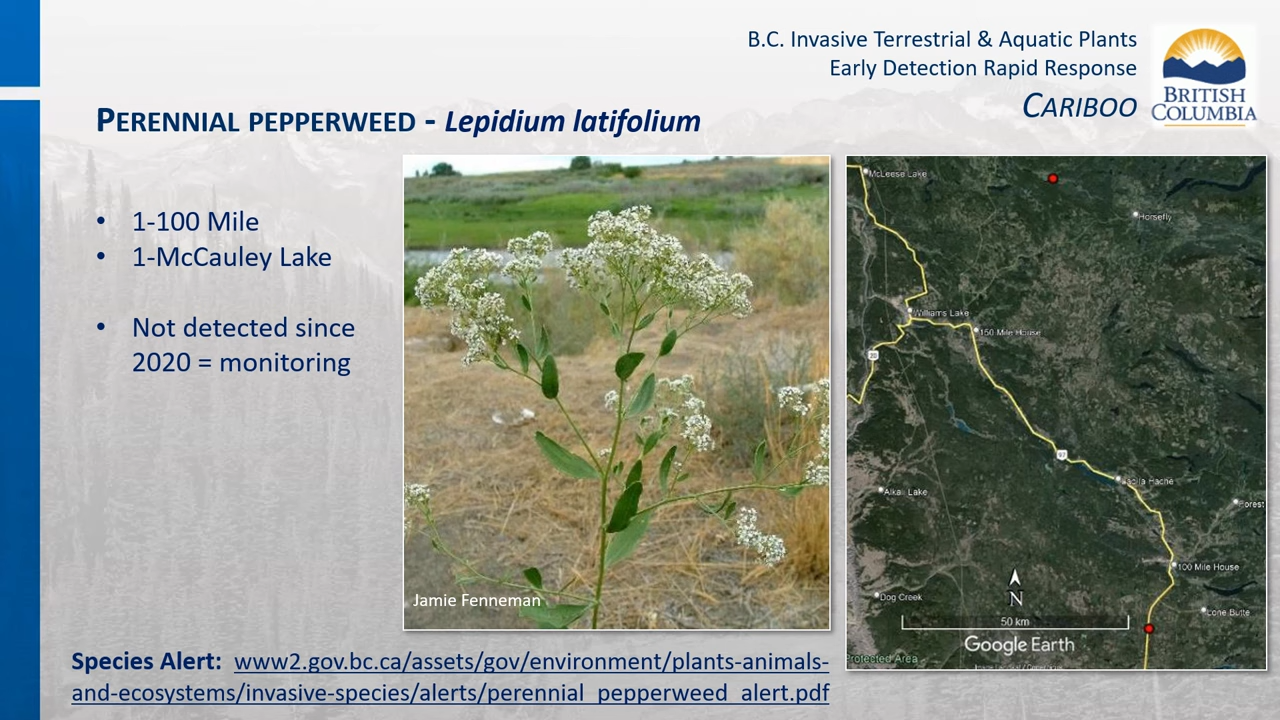 B.C. Invasive Terrestrial & Aquatic Plants
Early Detection Rapid Response
CARIBOO
BRITISH
COLUMBIA
PERENNIAL PEPPERWEED - Lepidium latifolium
• 1-100 Mile
• 1-McCauley Lake
• Not detected since
2020 = monitoring
Jamie Fenneman
McLeese Lake
Horsefly
Williams Lake
150 Mile House
20
97
Lacila Hache
Alkali Lake
Forest
100 Mile House
Dog Creek
Lone Butte
N
50 km
Google Earth
Protected Area
Species Alert: www2.gov.bc.ca/assets/gov/environment/plants-animals-
and-ecosystems/invasive-species/alerts/perennial_pepperweed_alert.pdf